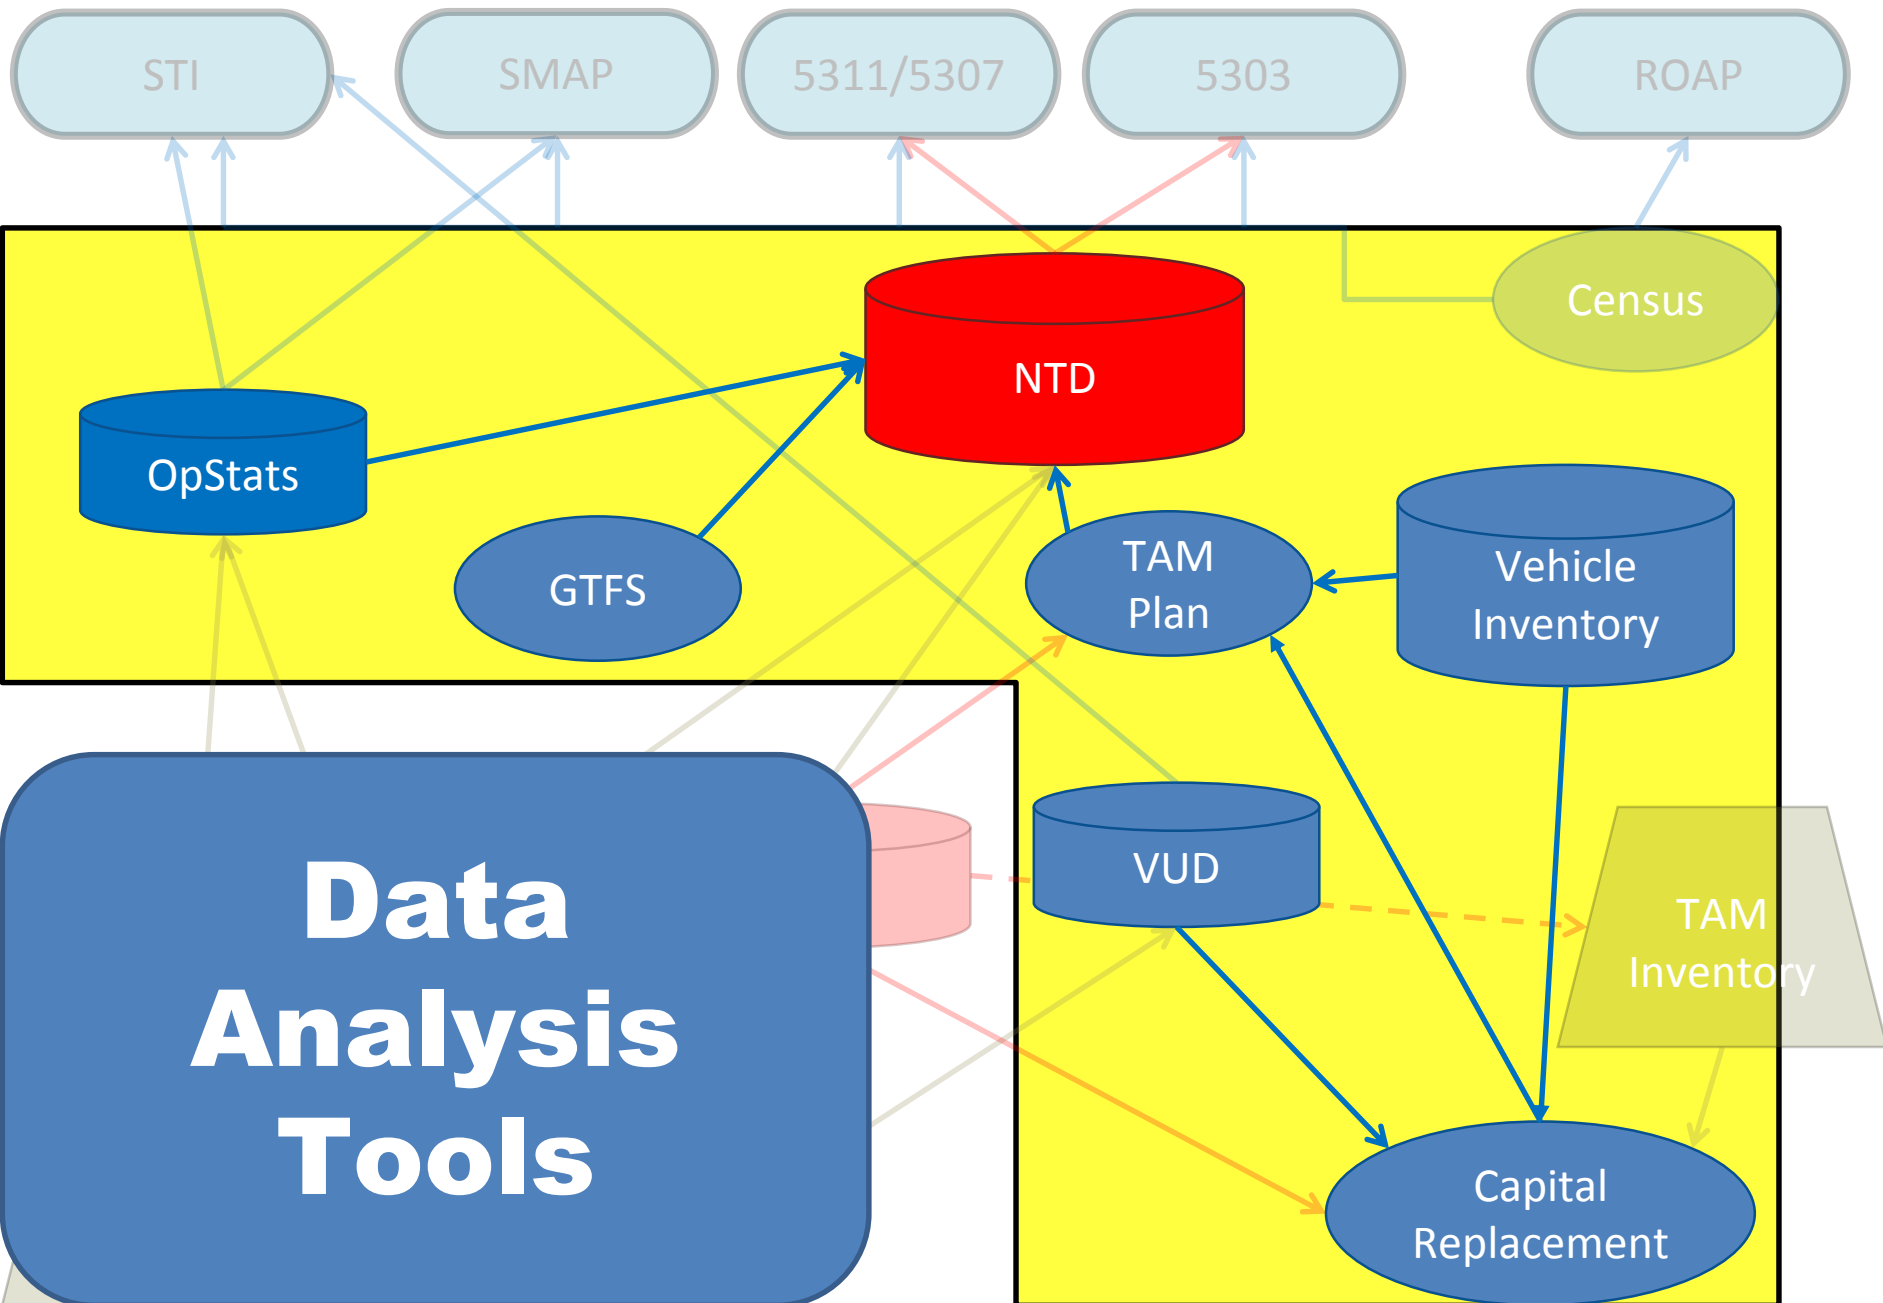 STI
SMAP
5311/5307
5303
ROAP
Census
NTD
OpStats
GTFS
TAM
Plan
Vehicle
Inventory
VUD
TAM
Inventory
Data
Analysis
Tools
Capital
Replacement